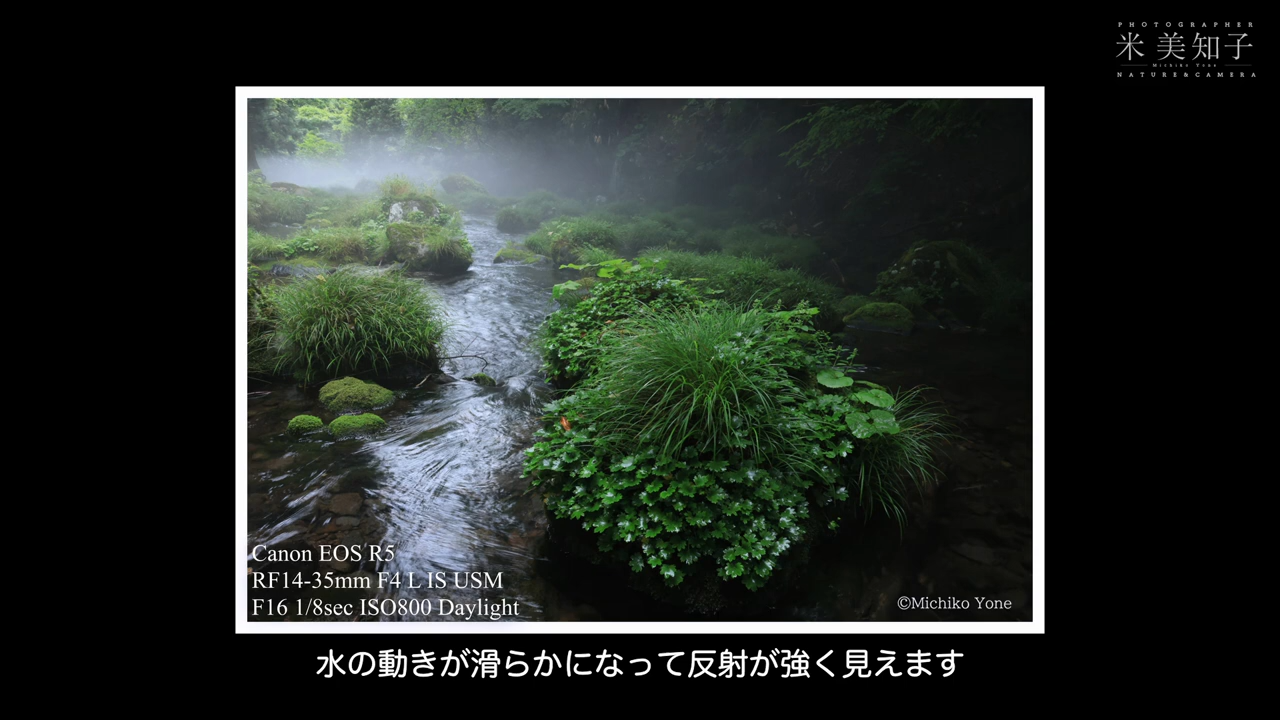 PHOTOGRAPHER
米 美知子
Michiko Yone
NATURE&CAMERA
Canon EOS R5
RF14-35mm F4 L IS USM
F16 1/8sec ISO800 Daylight
©Michiko Yone
水の動きが滑らかになって反射が強く見えます